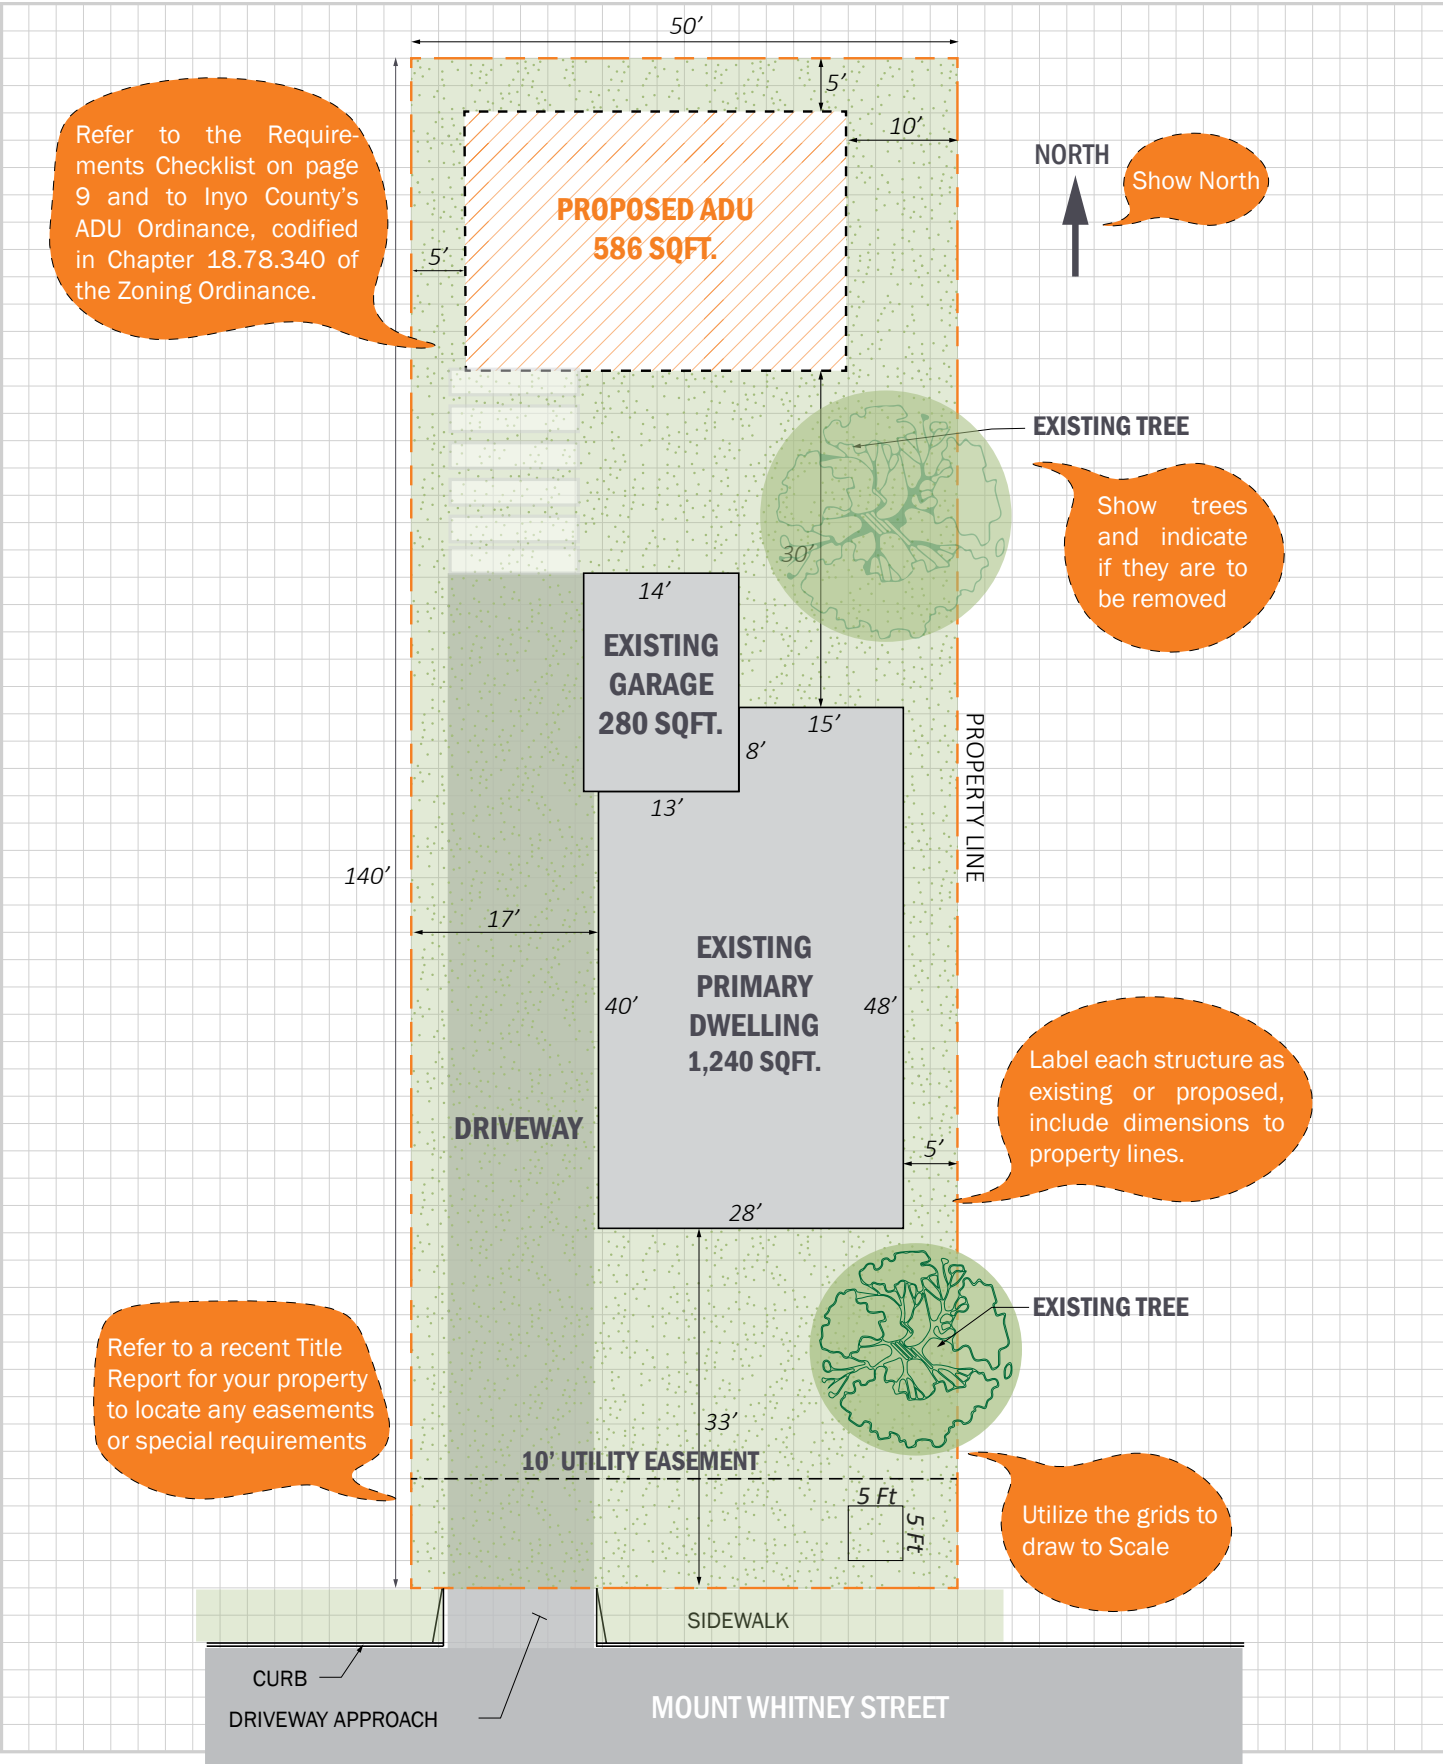 50’
5’
10’
Refer to the Require-
ments Checklist on page
9 and to Inyo County’s
ADU Ordinance, codified
in Chapter 18.78.340 of
the Zoning Ordinance.
NORTH
Show North
PROPOSED ADU
586 SQFT.
5’
EXISTING TREE
Show trees
and indicate
if they are to
be removed
30’
14’
EXISTING
GARAGE
280 SQFT.
15’
8’
13’
PROPERTY LINE
140’
17’
EXISTING
PRIMARY
DWELLING
1,240 SQFT.
40’
48’
Label each structure as
existing or proposed,
include dimensions to
property lines.
DRIVEWAY
5’
28’
EXISTING TREE
Refer to a recent Title
Report for your property
to locate any easements
or special requirements
33’
10’ UTILITY EASEMENT
5 Ft
5 Ft
Utilize the grids to
draw to Scale
SIDEWALK
CURB
DRIVEWAY APPROACH
MOUNT WHITNEY STREET